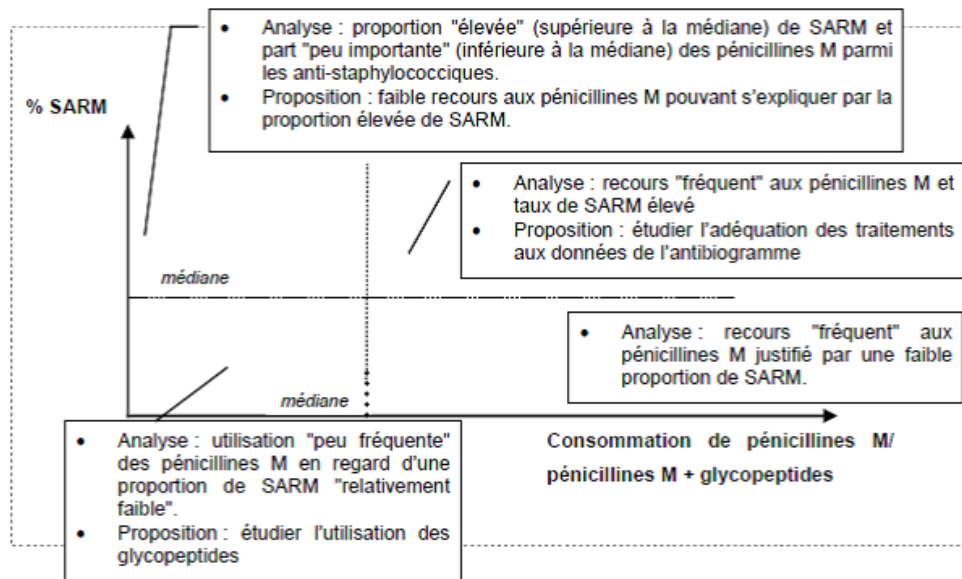 • Analyse : proportion "élevée" (supérieure à la médiane) de SARM et
part "peu importante" (inférieure à la médiane) des pénicillines M parmi
les anti-staphylococciques.
• Proposition : faible recours aux pénicillines M pouvant s'expliquer par la
proportion élevée de SARM.
% SARM
• Analyse : recours "fréquent" aux pénicillines M et
taux de SARM élevé
• Proposition : étudier l'adéquation des traitements
aux données de l'antibiogramme
médiane
• Analyse : recours "fréquent" aux
pénicillines M justifié par une faible
proportion de SARM.
médiane
• Analyse : utilisation "peu fréquente"
des pénicillines M en regard d'une
proportion de SARM "relativement
faible".
• Proposition : étudier l'utilisation des
glycopeptides
Consommation de pénicillines M/
pénicillines M + glycopeptides